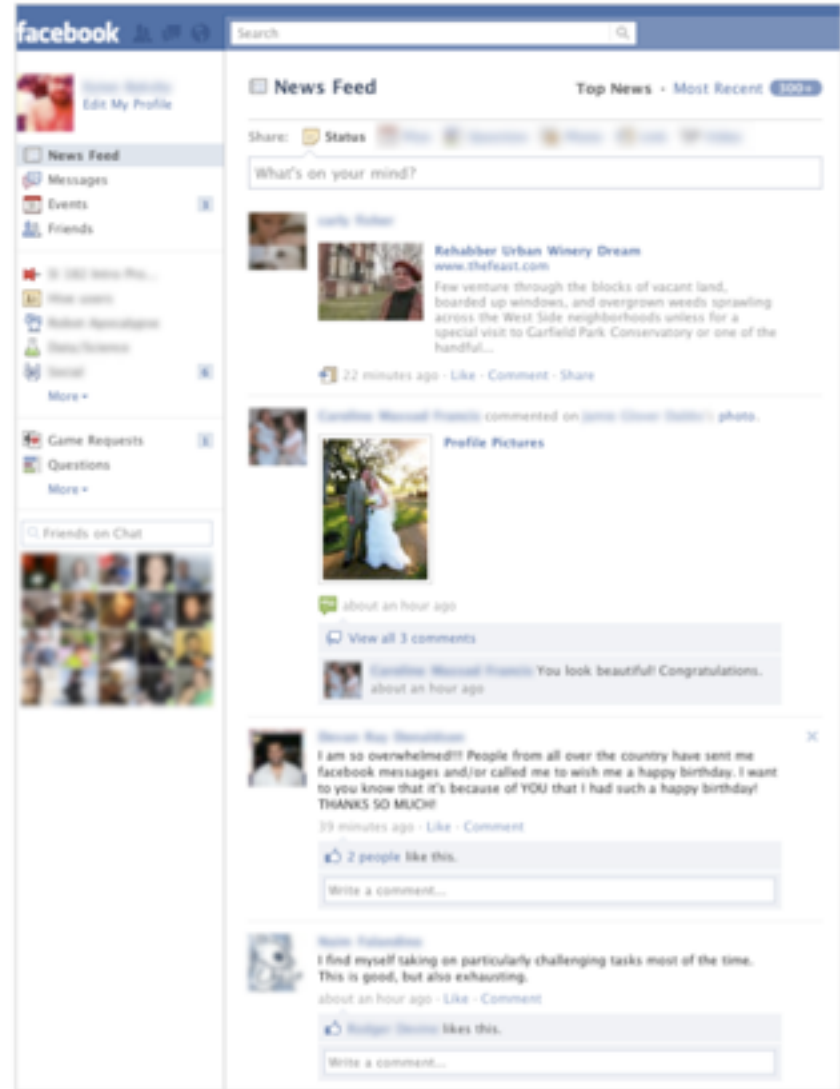 facebook
Search
Edit My Profile
News Feed
Messages
Events 3
Friends
More
Game Requests 1
Questions
More
Friends on Chat
News Feed
Top News · Most Recent 300+
Share: Status
What's on your mind?
Rehabber Urban Winery Dream
www.thefeast.com
Few venture through the blocks of vacant land,
boarded up windows, and overgrown weeds sprawling
across the West Side neighborhoods unless for a
special visit to Garfield Park Conservatory or one of the
handful...
22 minutes ago · Like · Comment · Share
commented on photo.
Profile Pictures
about an hour ago
View all 3 comments
You look beautiful! Congratulations.
about an hour ago
I am so overwhelmed!!! People from all over the country have sent me
facebook messages and/or called me to wish me a happy birthday. I want
to you know that it's because of YOU that I had such a happy birthday!
THANKS SO MUCH!
39 minutes ago · Like · Comment
2 people like this.
Write a comment...
I find myself taking on particularly challenging tasks most of the time.
This is good, but also exhausting.
about an hour ago · Like · Comment
likes this.
Write a comment...